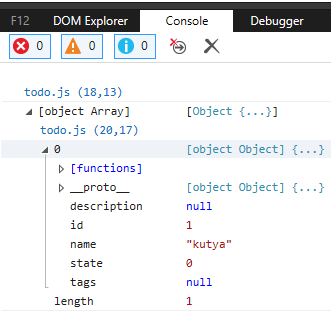 F12 DOM Explorer Console Debugger
0 0 0
todo.js (18,13)
[object Array] [Object {...}]
todo.js (20,17)
0 [object Object] {...}
[functions]
__proto__ [object Object] {...}
description null
id 1
name "kutya"
state 0
tags null
length 1